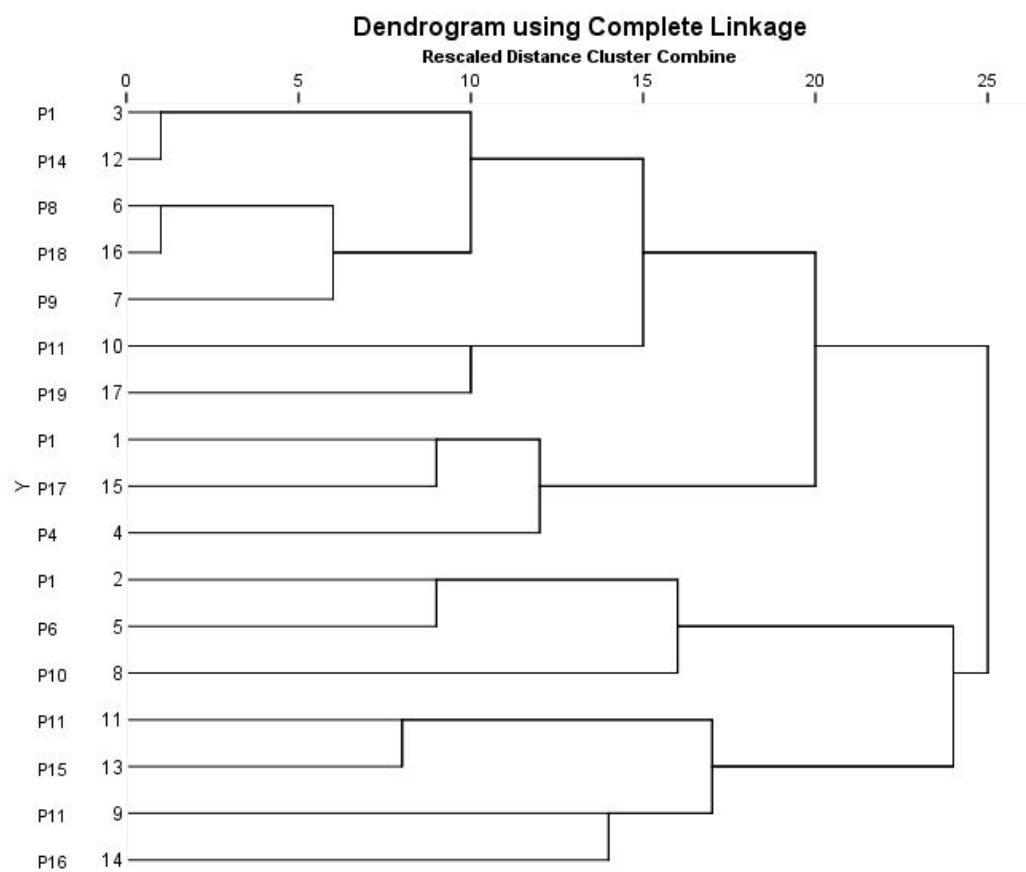 Dendrogram using Complete Linkage
Rescaled Distance Cluster Combine
0 5 10 15 20 25
P1 3
P14 12
P8 6
P18 16
P9 7
P11 10
P19 17
P1 1
Y P17 15
P4 4
P1 2
P6 5
P10 8
P11 11
P15 13
P11 9
P16 14